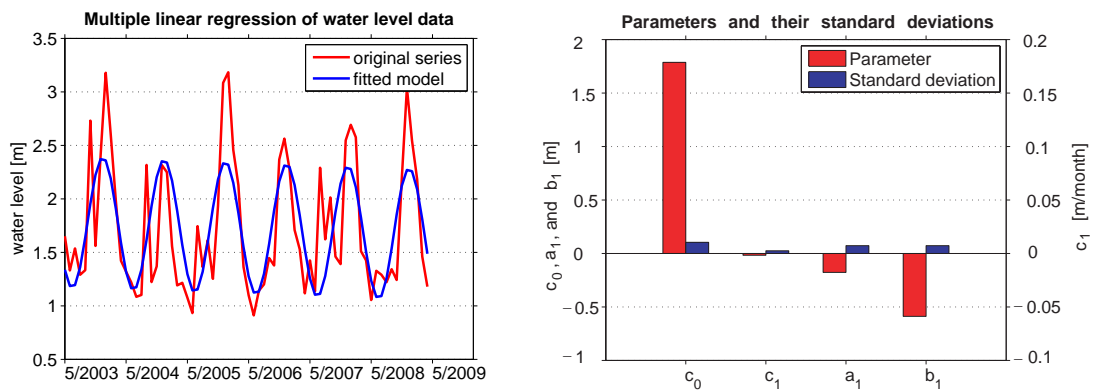 Multiple linear regression of water level data
3.5
3
2.5
2
1.5
1
0.5
water level [m]
original series
fitted model
5/2003 5/2004 5/2005 5/2006 5/2007 5/2008 5/2009
Parameters and their standard deviations
2
1.5
1
0.5
0
−0.5
−1
c0, a1, and b1 [m]
Parameter
Standard deviation
0.2
0.15
0.1
0.05
0
−0.05
−0.1
c1 [m/month]
c0 c1 a1 b1